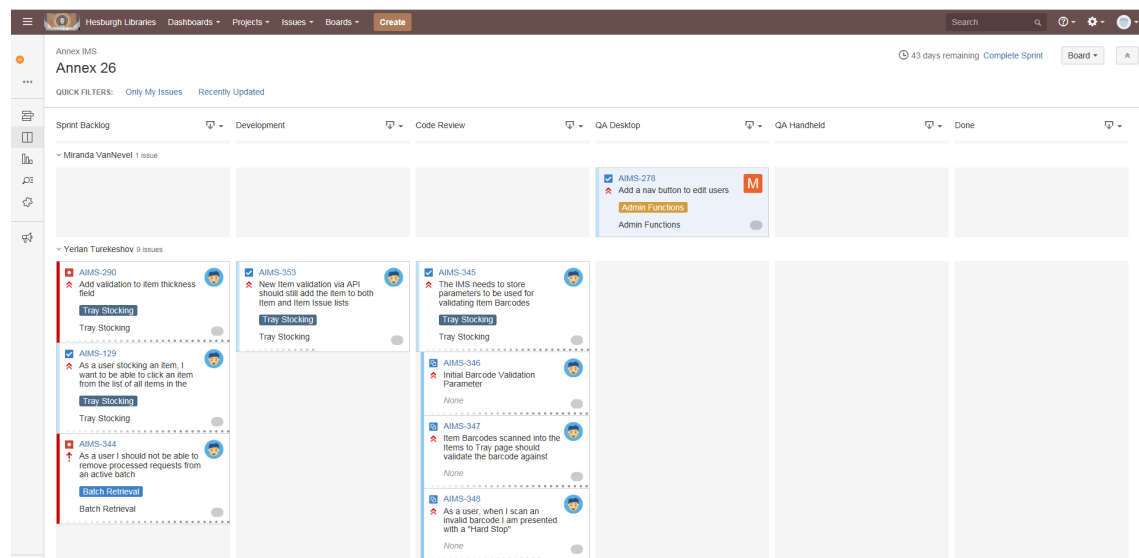 Hesburgh Libraries Dashboards Projects Issues Boards Create Search
Annex IMS
Annex 26
43 days remaining Complete Sprint Board
QUICK FILTERS: Only My Issues Recently Updated
Sprint Backlog Development Code Review QA Desktop QA Handheld Done
Miranda VanNevel 1 issue
AIMS-278
Add a nav button to edit users
M
Admin Functions
Admin Functions
Yerlan Turekeshov 9 issues
AIMS-290
Add validation to item thickness
field
Tray Stocking
Tray Stocking
AIMS-129
As a user stocking an item, I
want to be able to click an item
from the list of all items in the
Tray Stocking
Tray Stocking
AIMS-344
As a user I should not be able to
remove processed requests from
an active batch
Batch Retrieval
Batch Retrieval
AIMS-353
New Item validation via API
should still add the item to both
Item and Item Issue lists
Tray Stocking
Tray Stocking
AIMS-345
The IMS needs to store
parameters to be used for
validating Item Barcodes
Tray Stocking
Tray Stocking
AIMS-346
Initial Barcode Validation
Parameter
None
AIMS-347
Item Barcodes scanned into the
Items to Tray page should
validate the barcode against
None
AIMS-348
As a user, when I scan an
invalid barcode I am presented
with a "Hard Stop"
None